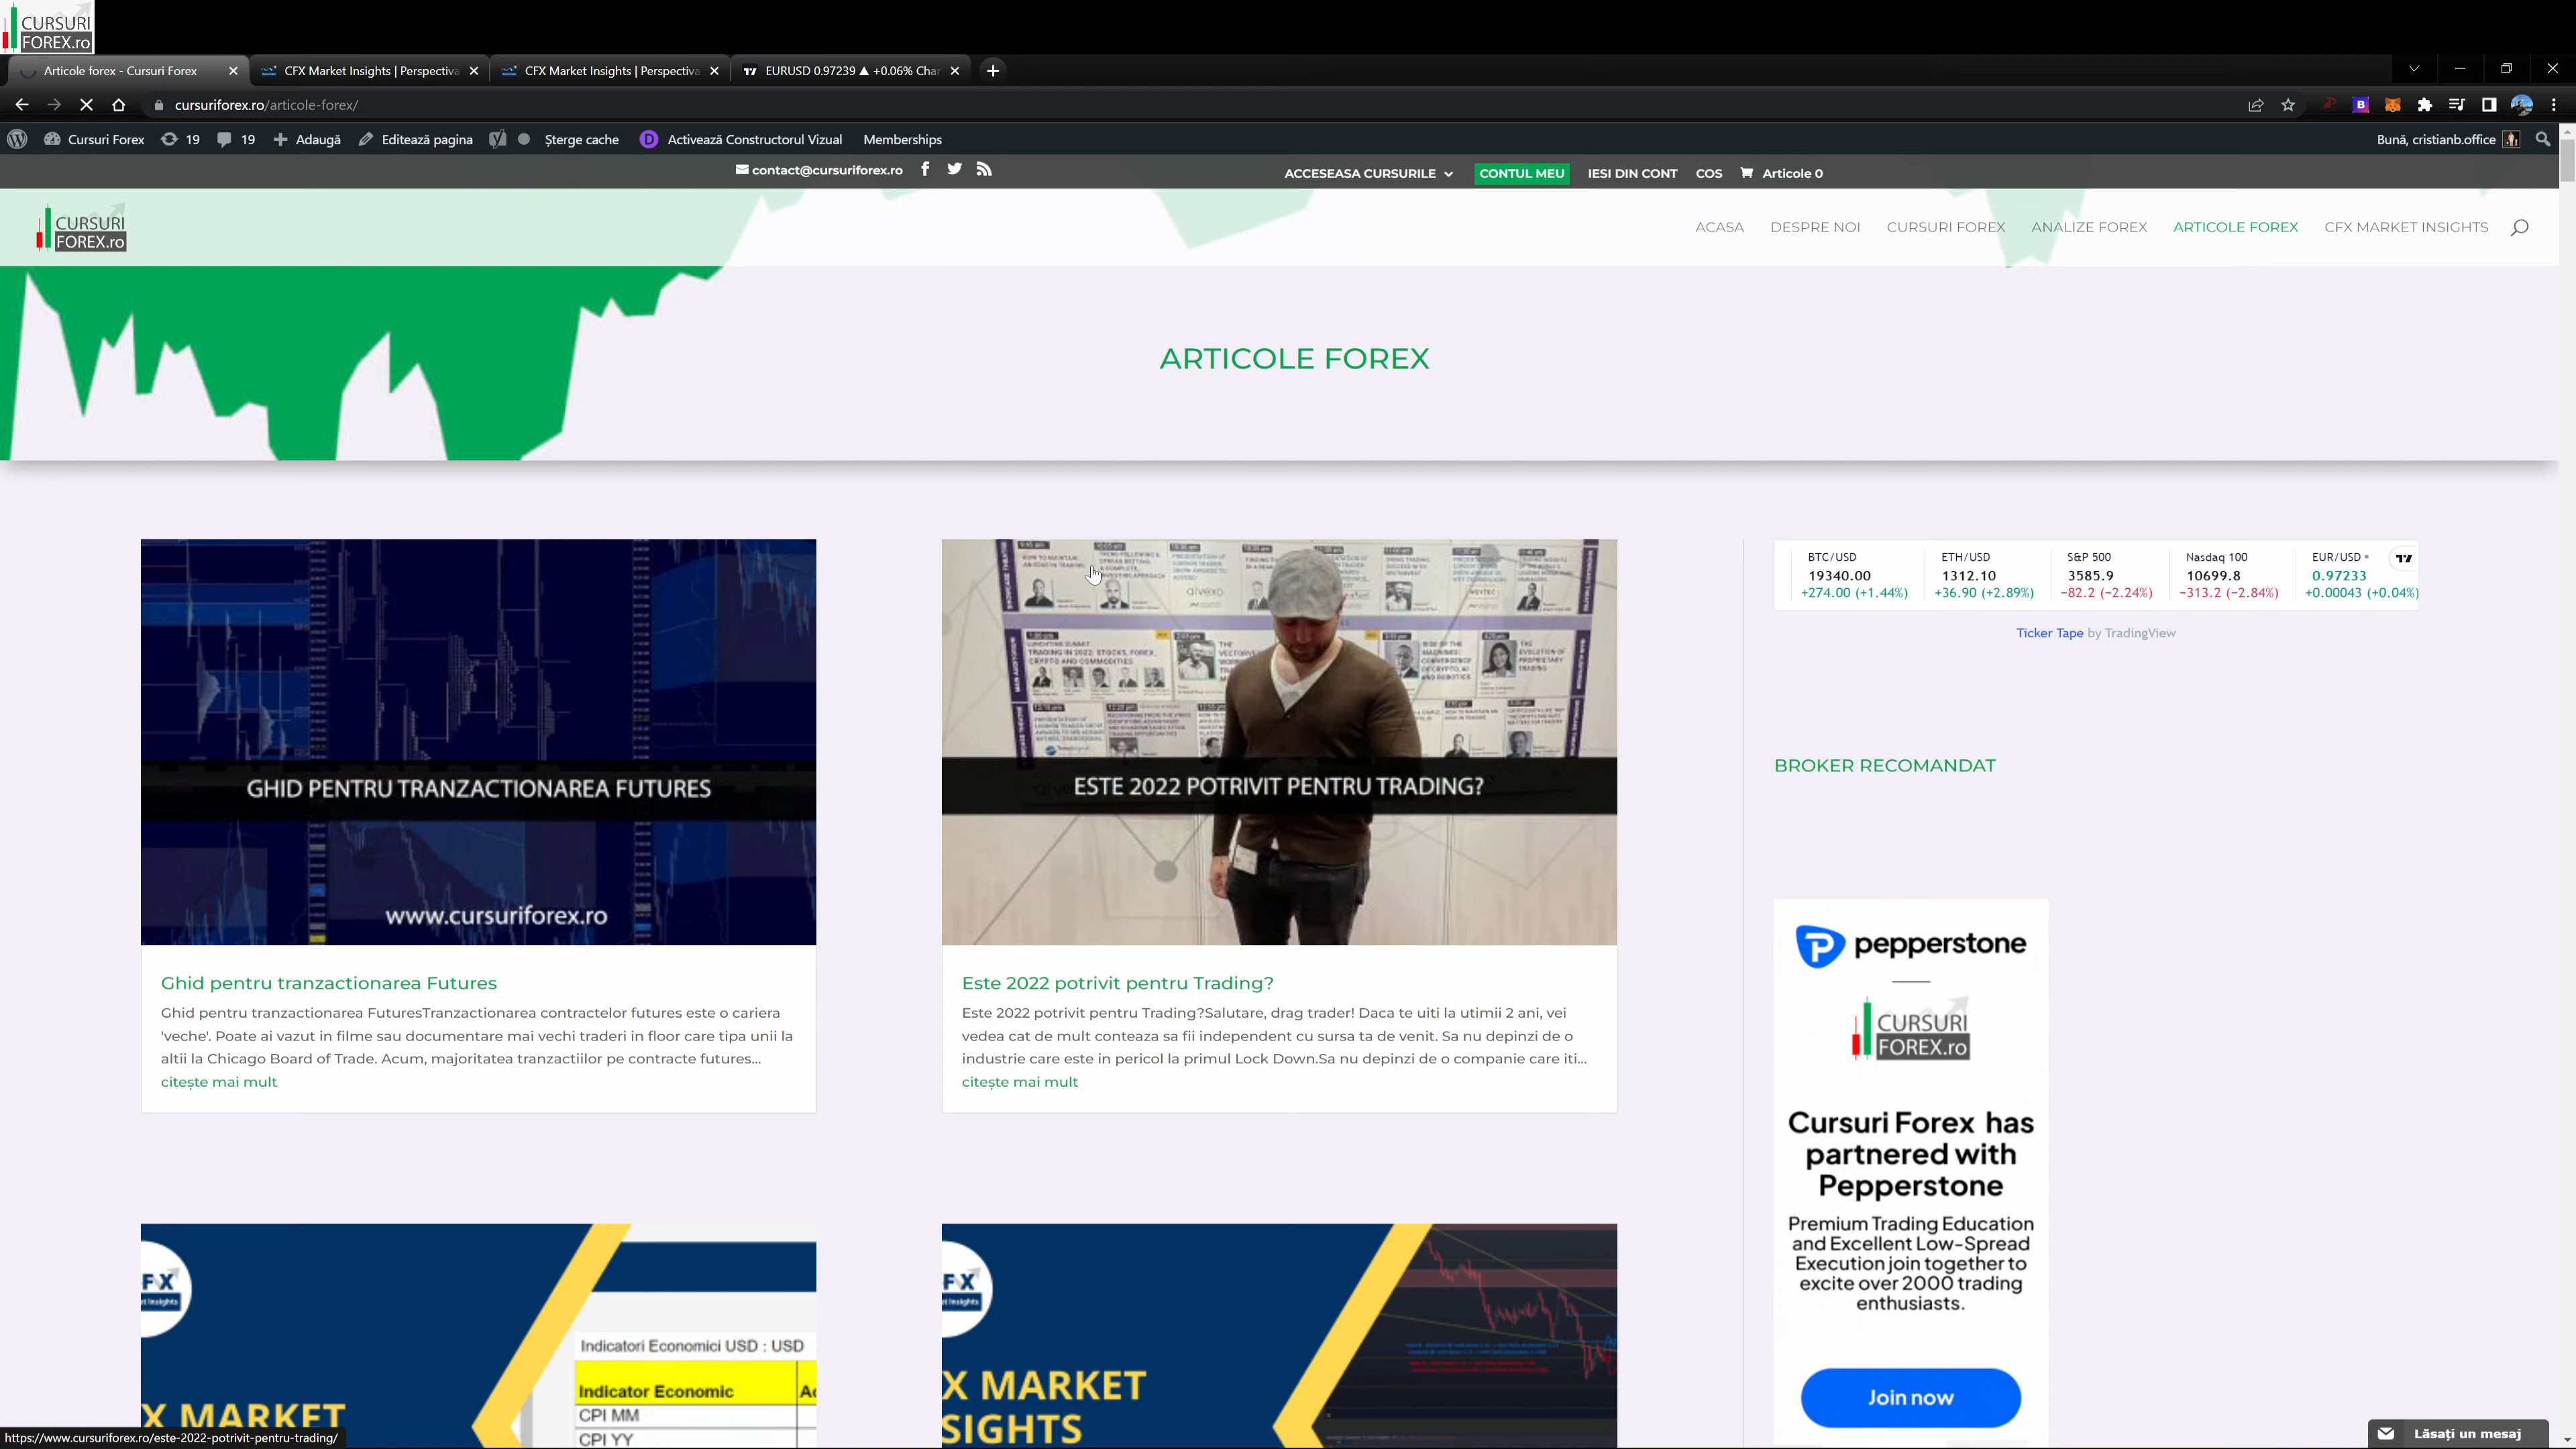 CURSURI
FOREX.ro
Articole forex - Cursuri Forex
CFX Market Insights | Perspectiva
CFX Market Insights | Perspectiva
EURUSD 0.97239 ▲ +0.06% Char
cursuriforex.ro/articole-forex/
Cursuri Forex 19 19 Adaugă Editează pagina Șterge cache Activează Constructorul Vizual Memberships
Bună, cristianb.office
contact@cursuriforex.ro
ACCESEASA CURSURILE CONTUL MEU IESI DIN CONT COS Articole 0
CURSURI
FOREX.ro
ACASA DESPRE NOI CURSURI FOREX ANALIZE FOREX ARTICOLE FOREX CFX MARKET INSIGHTS
ARTICOLE FOREX
GHID PENTRU TRANZACTIONAREA FUTURES
www.cursuriforex.ro
Ghid pentru tranzactionarea Futures
Ghid pentru tranzactionarea FuturesTranzactionarea contractelor futures este o cariera
'veche'. Poate ai vazut in filme sau documentare mai vechi traderi in floor care tipa unii la
altii la Chicago Board of Trade. Acum, majoritatea tranzactiilor pe contracte futures...
citește mai mult
ESTE 2022 POTRIVIT PENTRU TRADING?
Este 2022 potrivit pentru Trading?
Este 2022 potrivit pentru Trading?Salutare, drag trader! Daca te uiti la utimii 2 ani, vei
vedea cat de mult conteaza sa fii independent cu sursa ta de venit. Sa nu depinzi de o
industrie care este in pericol la primul Lock Down.Sa nu depinzi de o companie care iti...
citește mai mult
BTC/USD ETH/USD S&P 500 Nasdaq 100 EUR/USD
19340.00 1312.10 3585.9 10699.8 0.97233
+274.00 (+1.44%) +36.90 (+2.89%) −82.2 (−2.24%) −313.2 (−2.84%) +0.00043 (+0.04%)
Ticker Tape by TradingView
BROKER RECOMANDAT
pepperstone
CURSURI
FOREX.ro
Cursuri Forex has
partnered with
Pepperstone
Premium Trading Education
and Excellent Low-Spread
Execution join together to
excite over 2000 trading
enthusiasts.
Join now
FX
X MARKET
Indicatori Economici USD : USD
Indicator Economic
CPI MM
CPI YY
FX
X MARKET
SIGHTS
https://www.cursuriforex.ro/este-2022-potrivit-pentru-trading/
Lăsați un mesaj